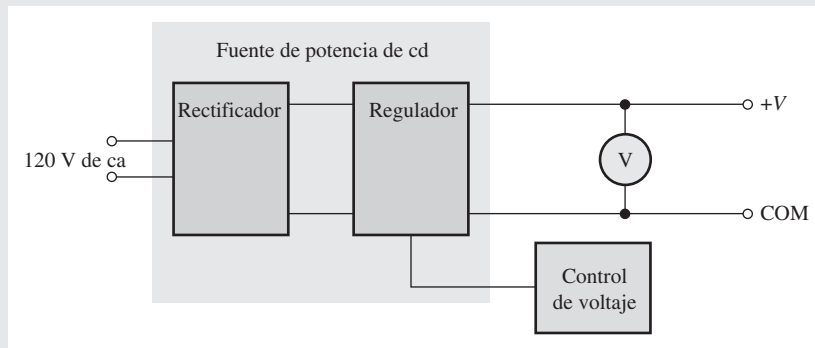 Fuente de potencia de cd
Rectificador
Regulador
120 V de ca
+V
V
COM
Control
de voltaje